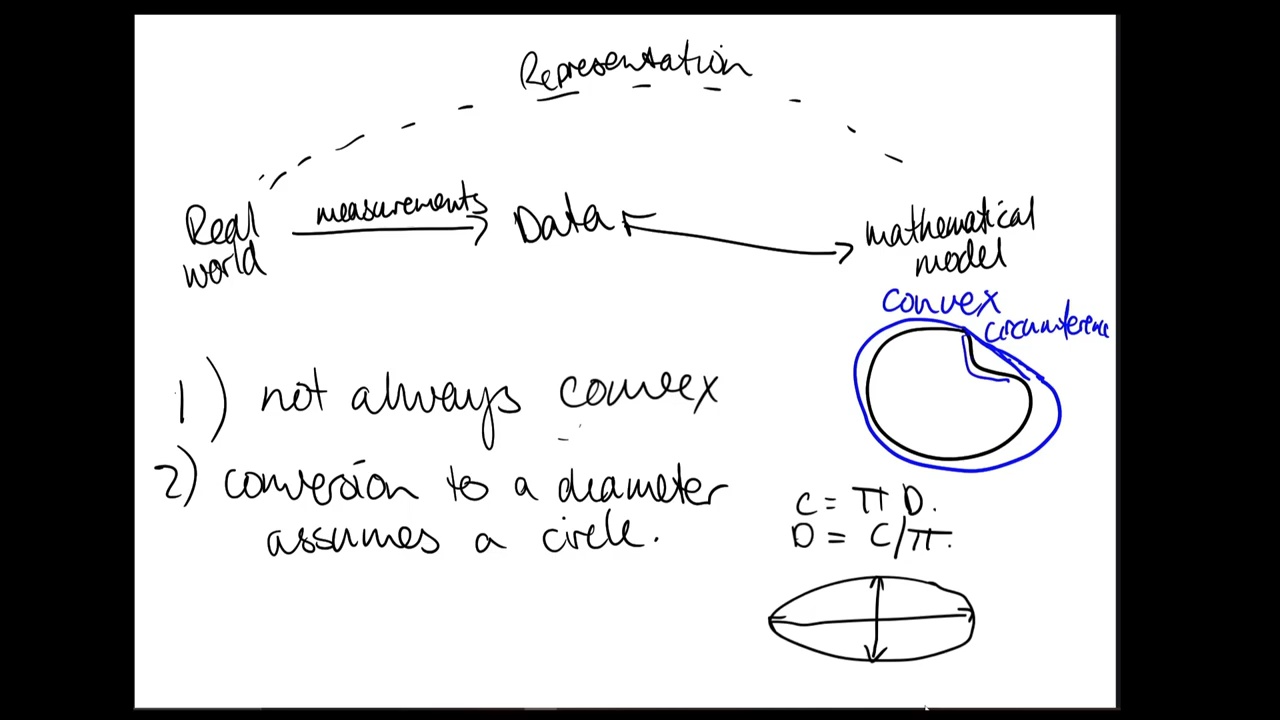 Representation
Real
world
measurements
Data
mathematical
model
convex
circumference
1) not always convex
2) conversion to a diameter
assumes a circle.
C = π D.
D = C/π.